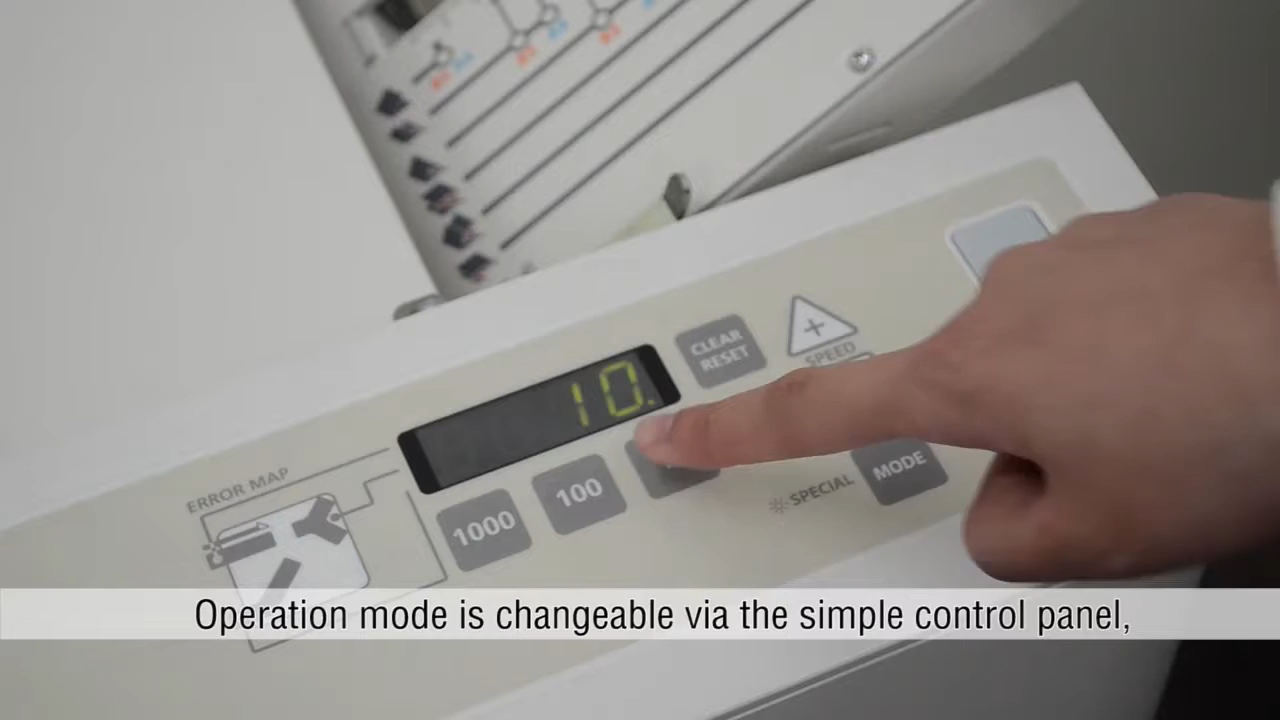 CLEAR
RESET
+
SPEED
10.
ERROR MAP
1000
100
SPECIAL
MODE
Operation mode is changeable via the simple control panel,